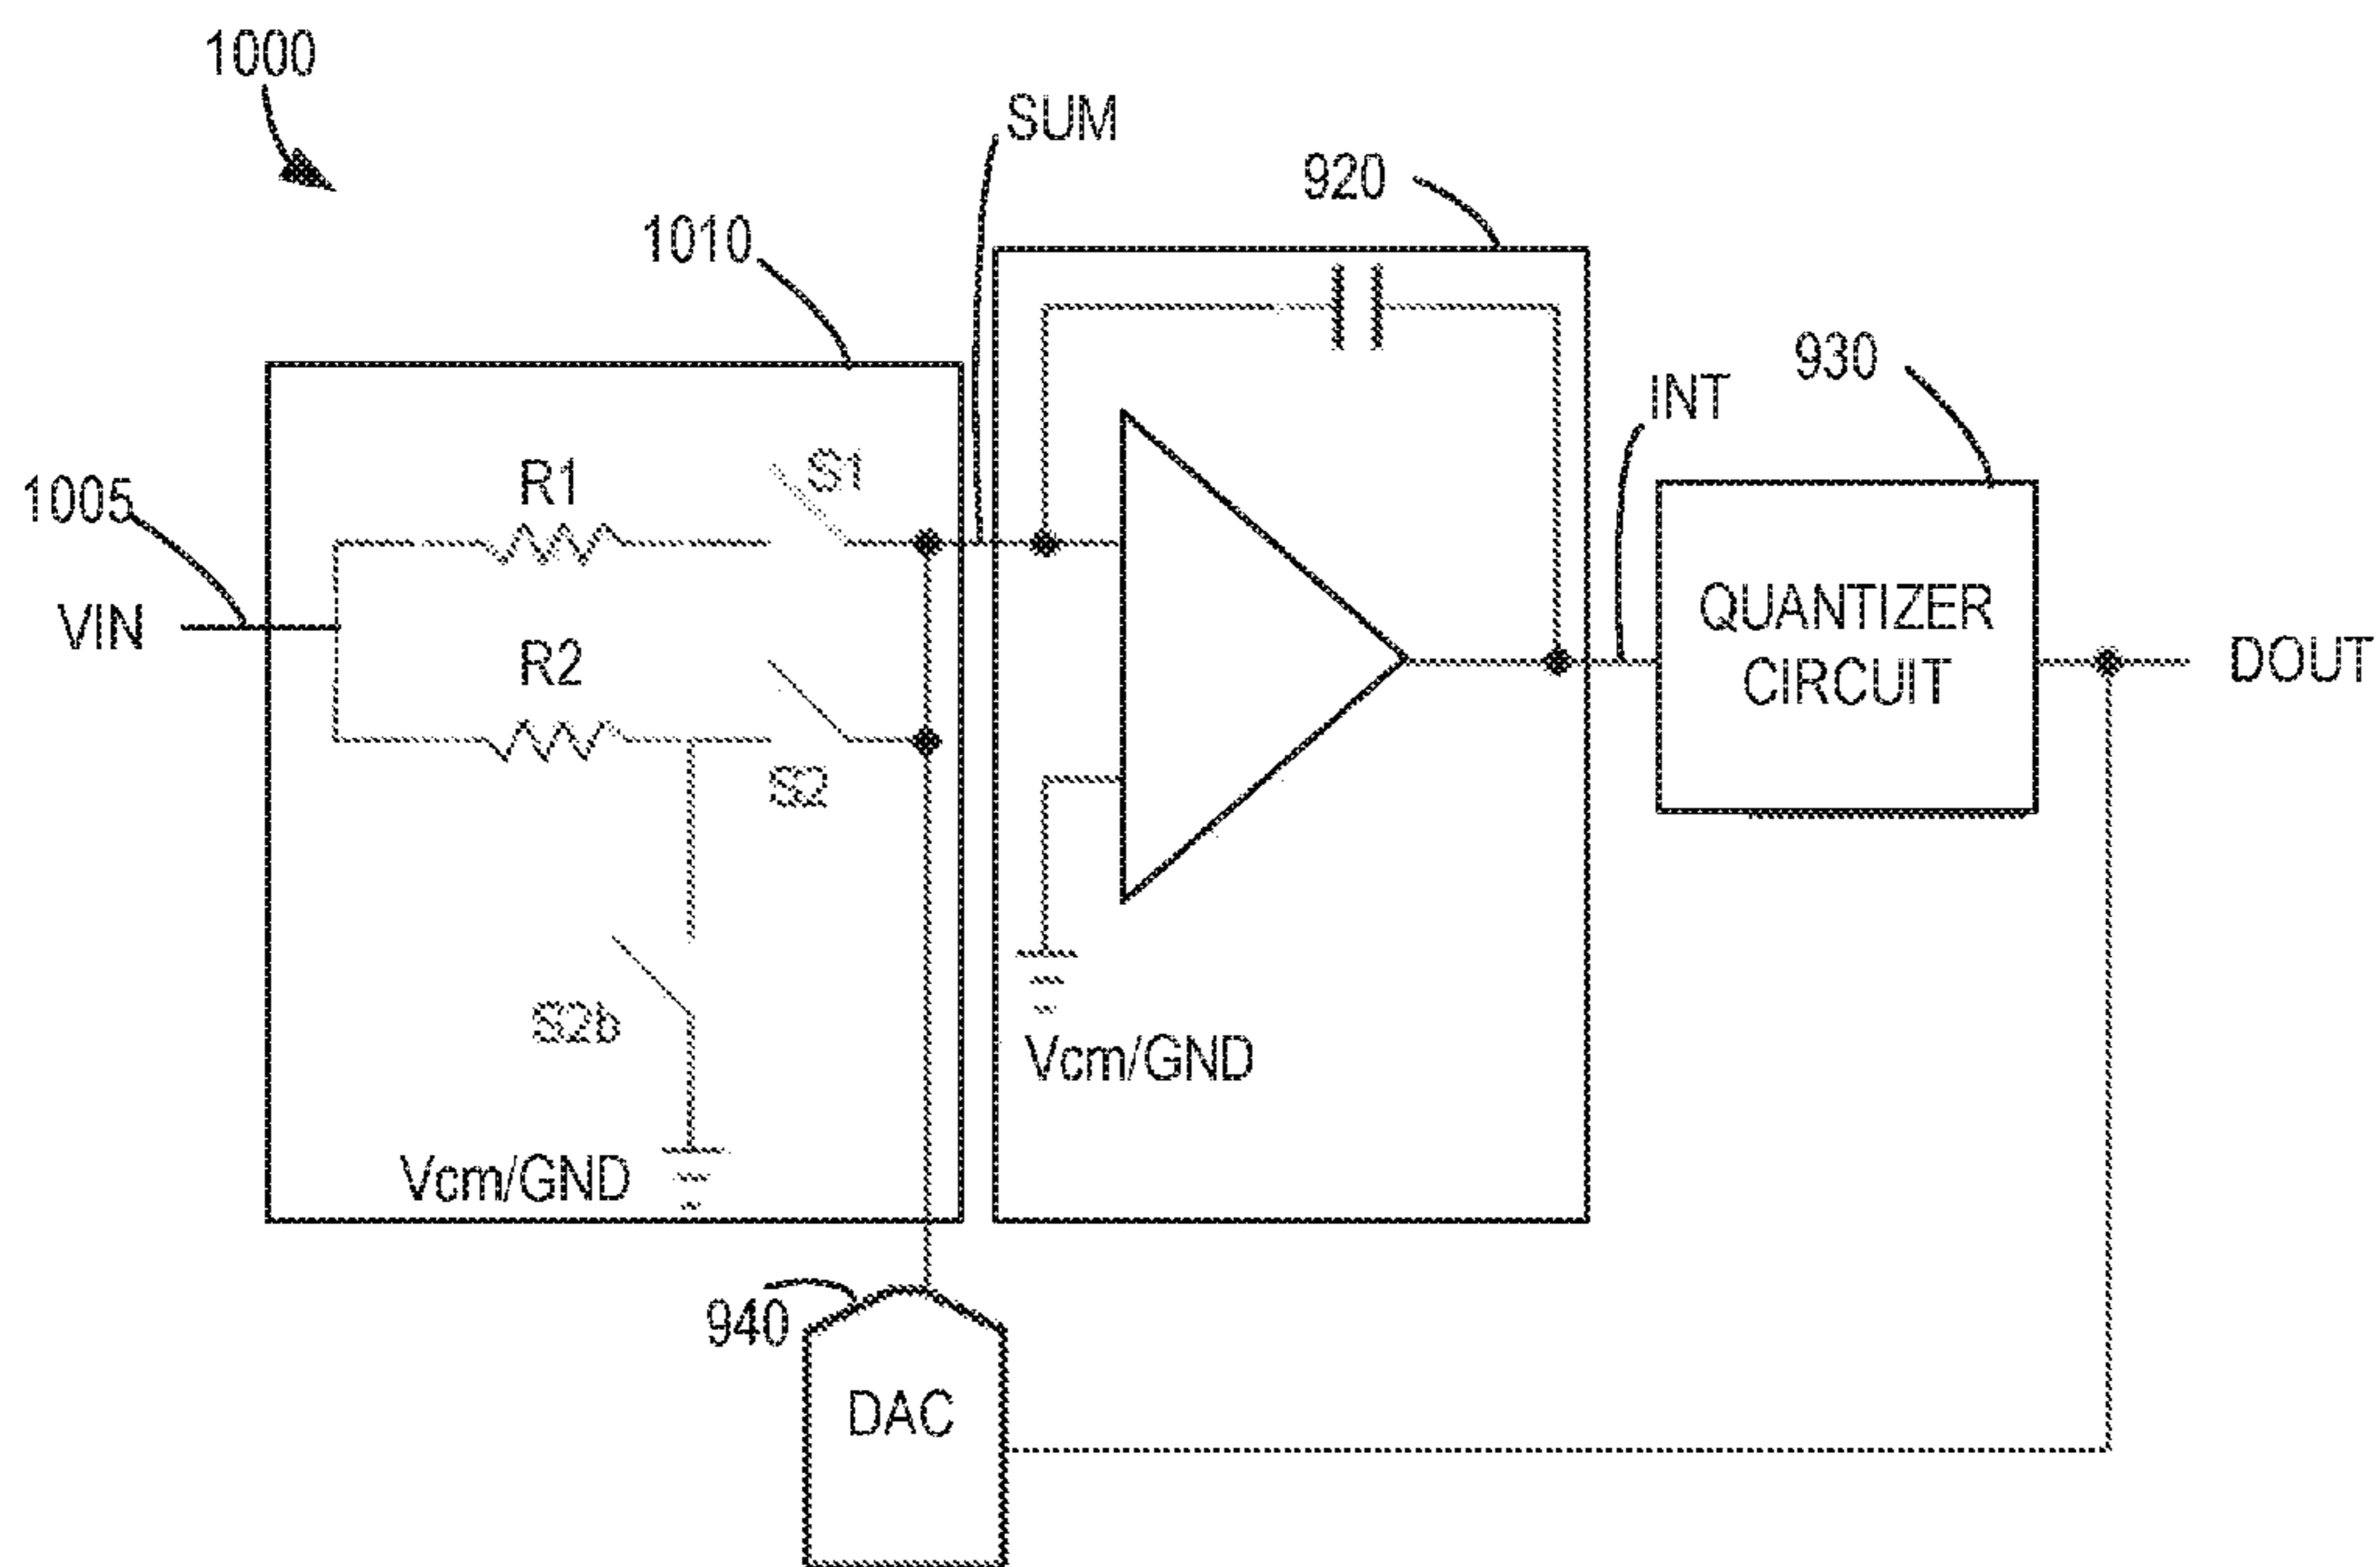 1000
SUM
920
1010
930
INT
S1
R1
1005
QUANTIZER
CIRCUIT
VIN
R2
DOUT
S2
S2b
Vcm/GND
Vcm/GND
940
DAC